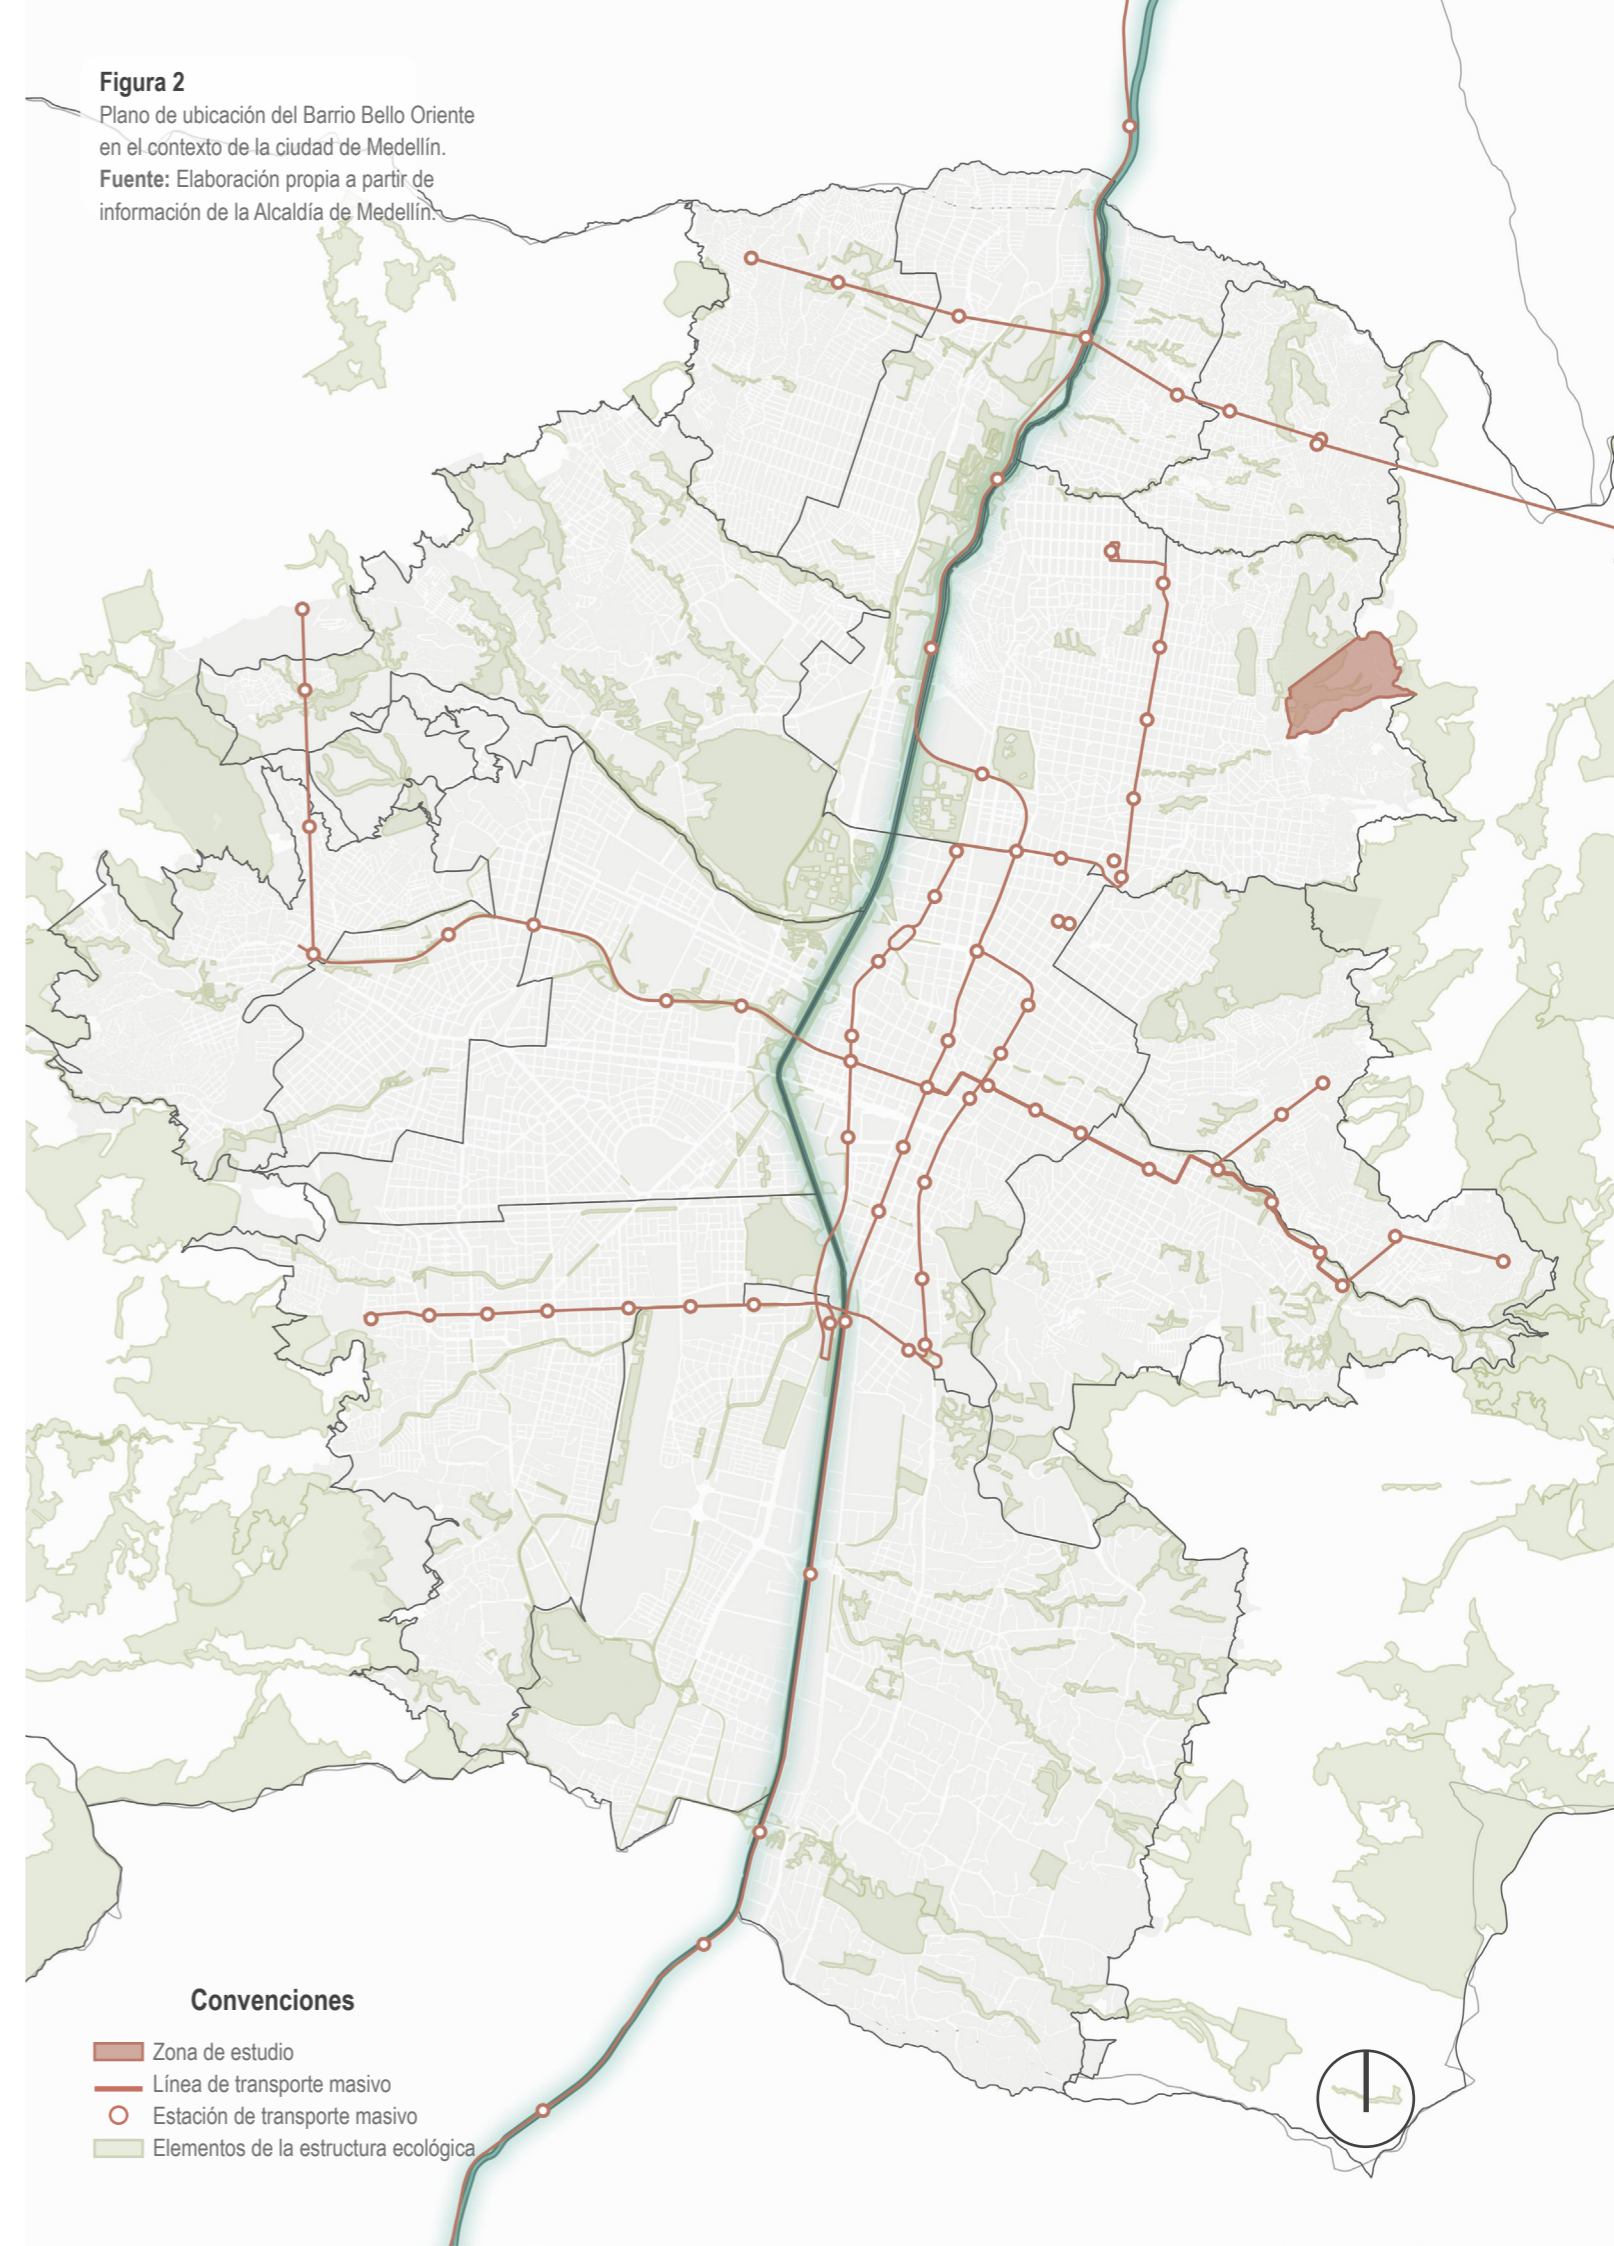 Figura 2
Plano de ubicación del Barrio Bello Oriente
en el contexto de la ciudad de Medellín.
Fuente: Elaboración propia a partir de
información de la Alcaldía de Medellín.
Convenciones
Zona de estudio
Línea de transporte masivo
Estación de transporte masivo
Elementos de la estructura ecológica